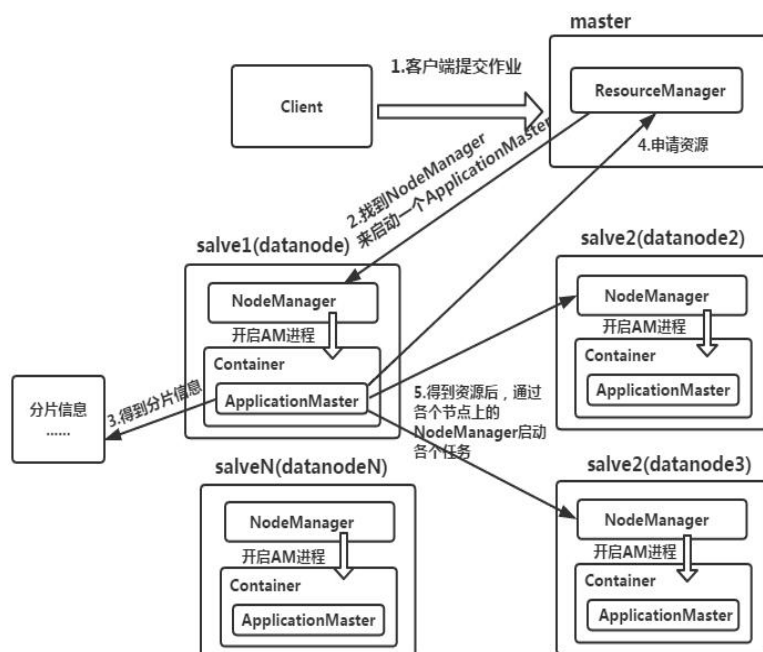 master
1.客户端提交作业
Client
ResourceManager
4.申请资源
2.找到NodeManager
来启动一个ApplicationMaster
salve1(datanode)
NodeManager
开启AM进程
Container
ApplicationMaster
3.得到分片信息
分片信息
......
salve2(datanode2)
NodeManager
开启AM进程
Container
ApplicationMaster
5.得到资源后，通过
各个节点上的
NodeManager启动
各个任务
salveN(datanodeN)
NodeManager
开启AM进程
Container
ApplicationMaster
salve2(datanode3)
NodeManager
开启AM进程
Container
ApplicationMaster